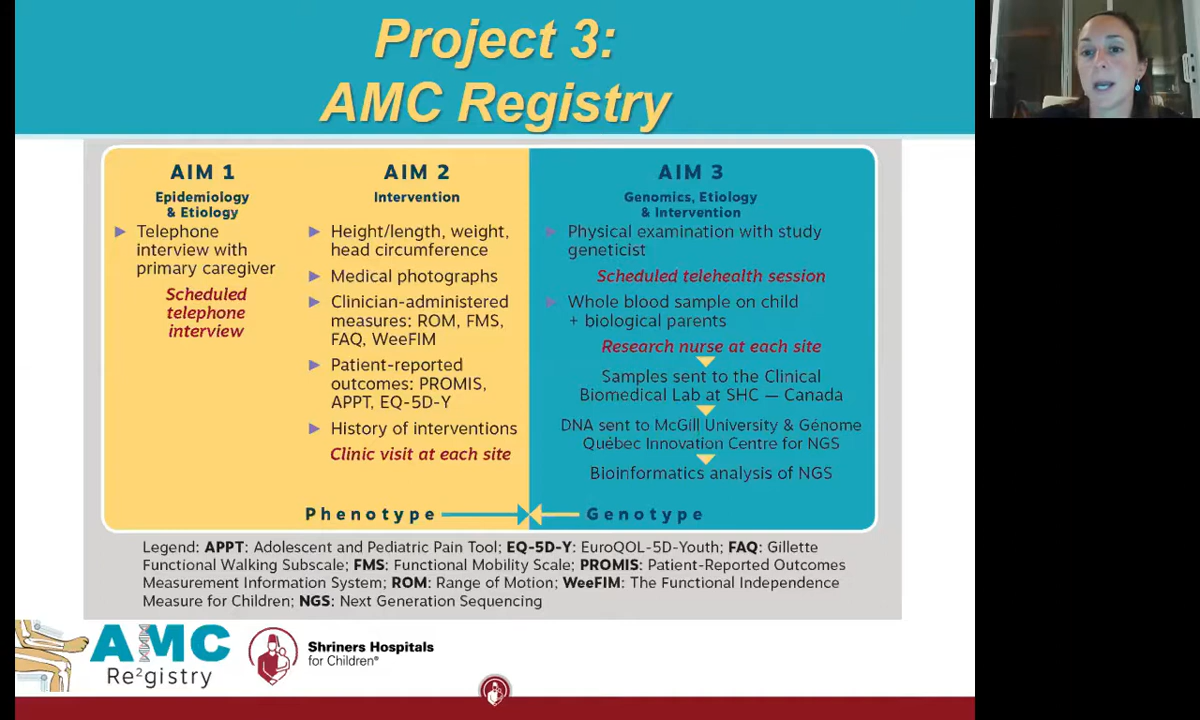 Project 3:
AMC Registry
AIM 1
Epidemiology
& Etiology
Telephone
interview with
primary caregiver
Scheduled
telephone
interview
AIM 2
Intervention
Height/length, weight,
head circumference
Medical photographs
Clinician-administered
measures: ROM, FMS,
FAQ, WeeFIM
Patient-reported
outcomes: PROMIS,
APPT, EQ-5D-Y
History of interventions
Clinic visit at each site
AIM 3
Genomics, Etiology
& Intervention
Physical examination with study
geneticist
Scheduled telehealth session
Whole blood sample on child
+ biological parents
Research nurse at each site
Samples sent to the Clinical
Biomedical Lab at SHC — Canada
DNA sent to McGill University & Génome
Québec Innovation Centre for NGS
Bioinformatics analysis of NGS
Phenotype
Genotype
Legend: APPT: Adolescent and Pediatric Pain Tool; EQ-5D-Y: EuroQOL-5D-Youth; FAQ: Gillette
Functional Walking Subscale; FMS: Functional Mobility Scale; PROMIS: Patient-Reported Outcomes
Measurement Information System; ROM: Range of Motion; WeeFIM: The Functional Independence
Measure for Children; NGS: Next Generation Sequencing
AMC
Re²gistry
Shriners Hospitals
for Children®